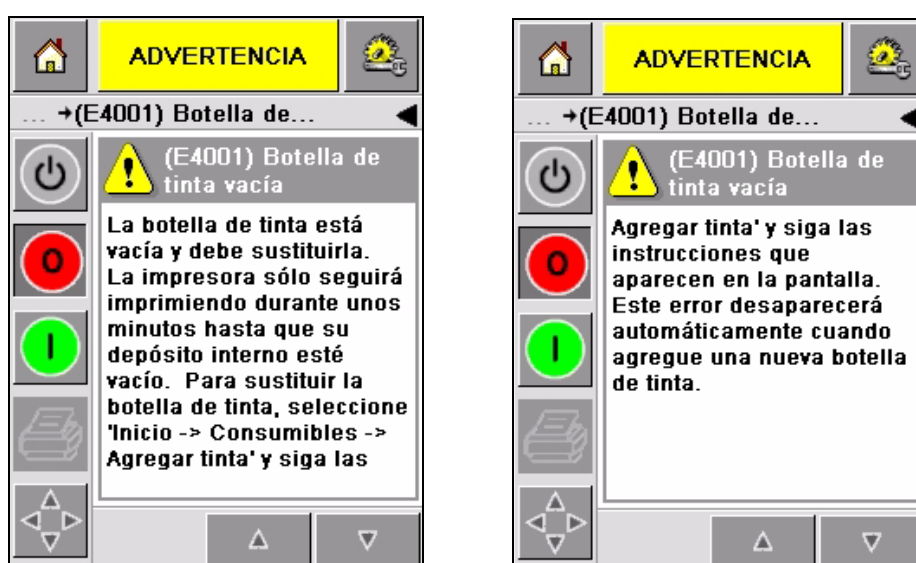 ADVERTENCIA
... →(E4001) Botella de...
(E4001) Botella de
tinta vacía
La botella de tinta está
vacía y debe sustituirla.
La impresora sólo seguirá
imprimiendo durante unos
minutos hasta que su
depósito interno esté
vacío. Para sustituir la
botella de tinta, seleccione
'Inicio -> Consumibles ->
Agregar tinta' y siga las
ADVERTENCIA
... →(E4001) Botella de...
(E4001) Botella de
tinta vacía
Agregar tinta' y siga las
instrucciones que
aparecen en la pantalla.
Este error desaparecerá
automáticamente cuando
agregue una nueva botella
de tinta.